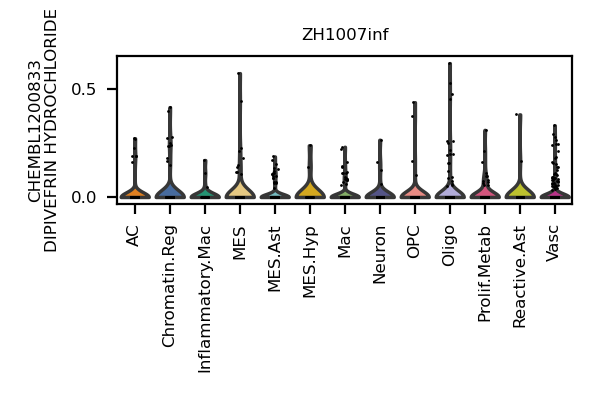 ZH1007inf
CHEMBL1200833
DIPIVEFRIN HYDROCHLORIDE
0.5
0.0
AC
Chromatin.Reg
Inflammatory.Mac
MES
MES.Ast
MES.Hyp
Mac
Neuron
OPC
Oligo
Prolif.Metab
Reactive.Ast
Vasc